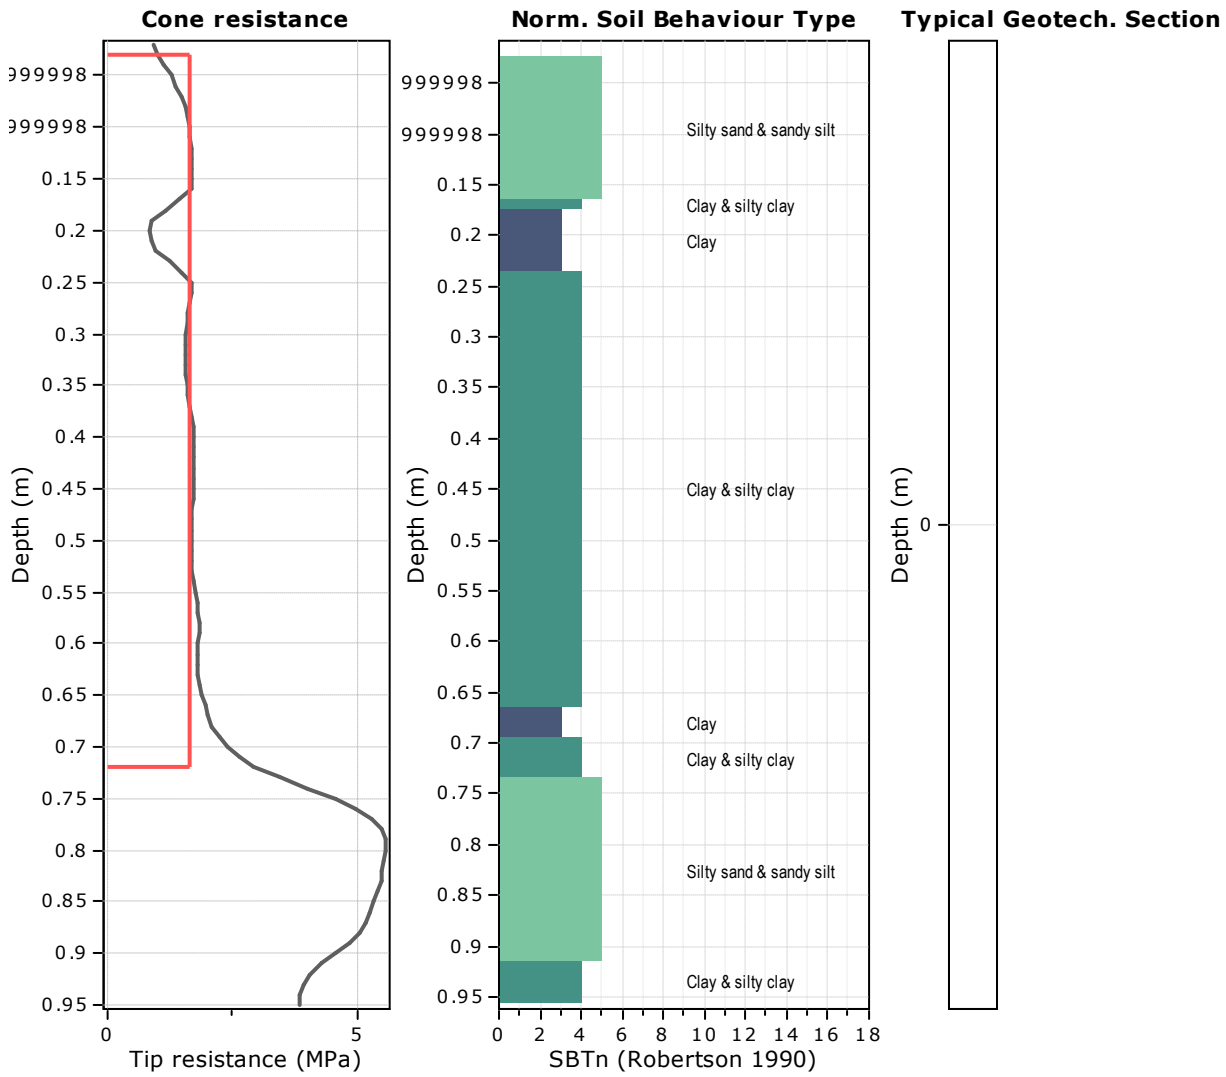 Cone resistance
999998
999998
0.15
0.2
0.25
0.3
0.35
0.4
0.45
0.5
0.55
0.6
0.65
0.7
0.75
0.8
0.85
0.9
0.95
Depth (m)
0 5
Tip resistance (MPa)
Norm. Soil Behaviour Type
999998
999998
0.15
0.2
0.25
0.3
0.35
0.4
0.45
0.5
0.55
0.6
0.65
0.7
0.75
0.8
0.85
0.9
0.95
Depth (m)
Silty sand & sandy silt
Clay & silty clay
Clay
Clay & silty clay
Clay
Clay & silty clay
Silty sand & sandy silt
Clay & silty clay
0 2 4 6 8 10 12 14 16 18
SBTn (Robertson 1990)
Typical Geotech. Section
Depth (m)
0